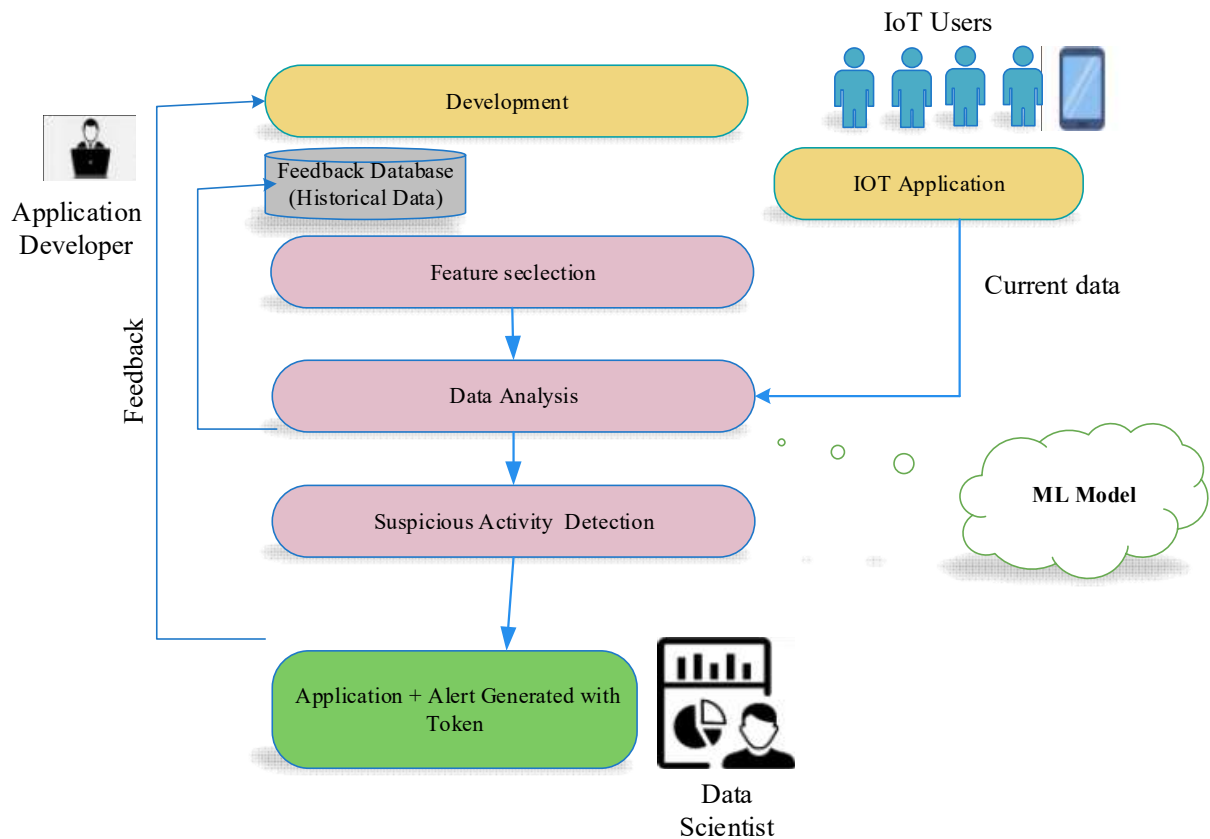 IoT Users
Development
Feedback Database
(Historical Data)
IOT Application
Application
Developer
Feature seclection
Current data
Feedback
Data Analysis
ML Model
Suspicious Activity  Detection
Application + Alert Generated with
Token
Data
Scientist